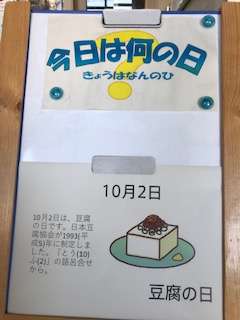 今日は何の日
きょうはなんのひ
?
10月2日
10月2日は、豆腐
の日です。日本豆
腐協会が1993(平
成5)年に制定しま
した。「とう(10)
ふ(2)」の語呂合せ
から。
豆腐の日